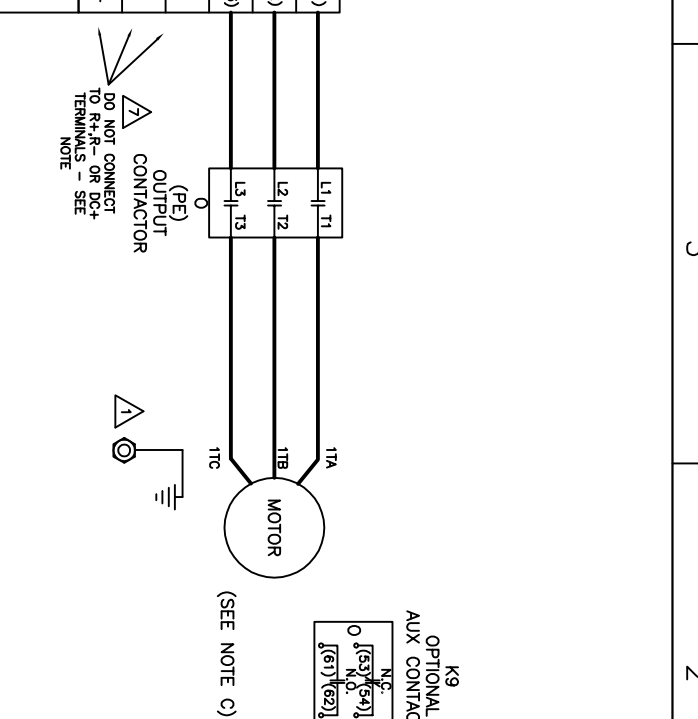 L1 T1
L2 T2
L3 T3
O
(PE)
OUTPUT
CONTACTOR
7
DO NOT CONNECT
TO R+,R- OR DC+
TERMINALS - SEE
NOTE
1TA
1TB
1TC
1
MOTOR
(SEE NOTE C)
K9
OPTIONAL
AUX CONTAC
N.C.
(53) (54)
O
N.O.
(61) (62)
2